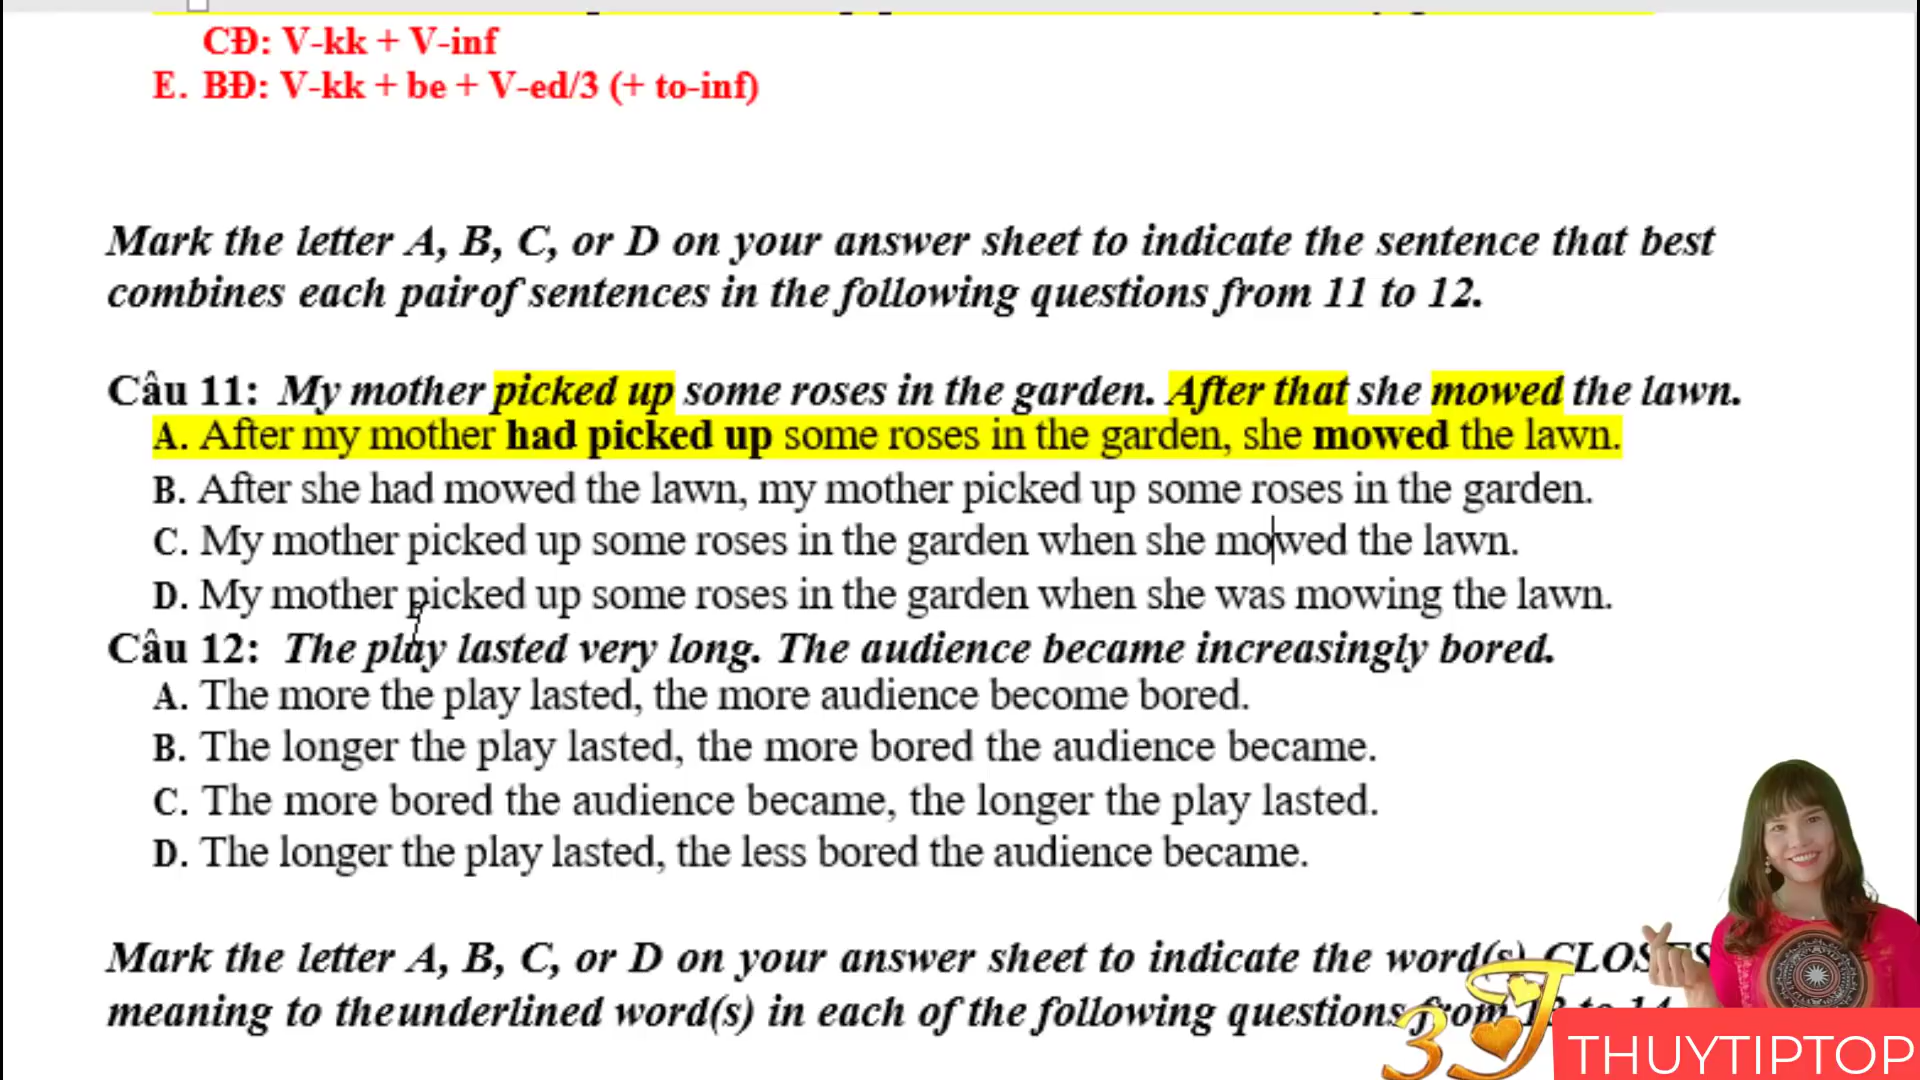 CĐ: V-kk + V-inf
E. BĐ: V-kk + be + V-ed/3 (+ to-inf)
Mark the letter A, B, C, or D on your answer sheet to indicate the sentence that best
combines each pairof sentences in the following questions from 11 to 12.
Câu 11: My mother picked up some roses in the garden. After that she mowed the lawn.
A. After my mother had picked up some roses in the garden, she mowed the lawn.
B. After she had mowed the lawn, my mother picked up some roses in the garden.
C. My mother picked up some roses in the garden when she mowed the lawn.
D. My mother picked up some roses in the garden when she was mowing the lawn.
Câu 12: The play lasted very long. The audience became increasingly bored.
A. The more the play lasted, the more audience become bored.
B. The longer the play lasted, the more bored the audience became.
C. The more bored the audience became, the longer the play lasted.
D. The longer the play lasted, the less bored the audience became.
Mark the letter A, B, C, or D on your answer sheet to indicate the word(s)
meaning to theunderlined word(s) in each of the following questions from
3T
THUYTIPTOP